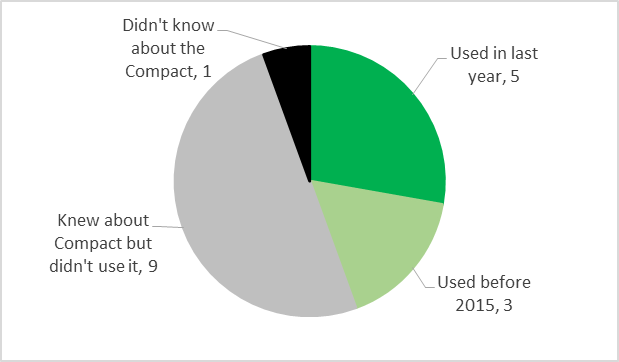 Didn't know
about the
Compact, 1
Used in last
year, 5
Knew about
Compact but
didn't use it, 9
Used before
2015, 3